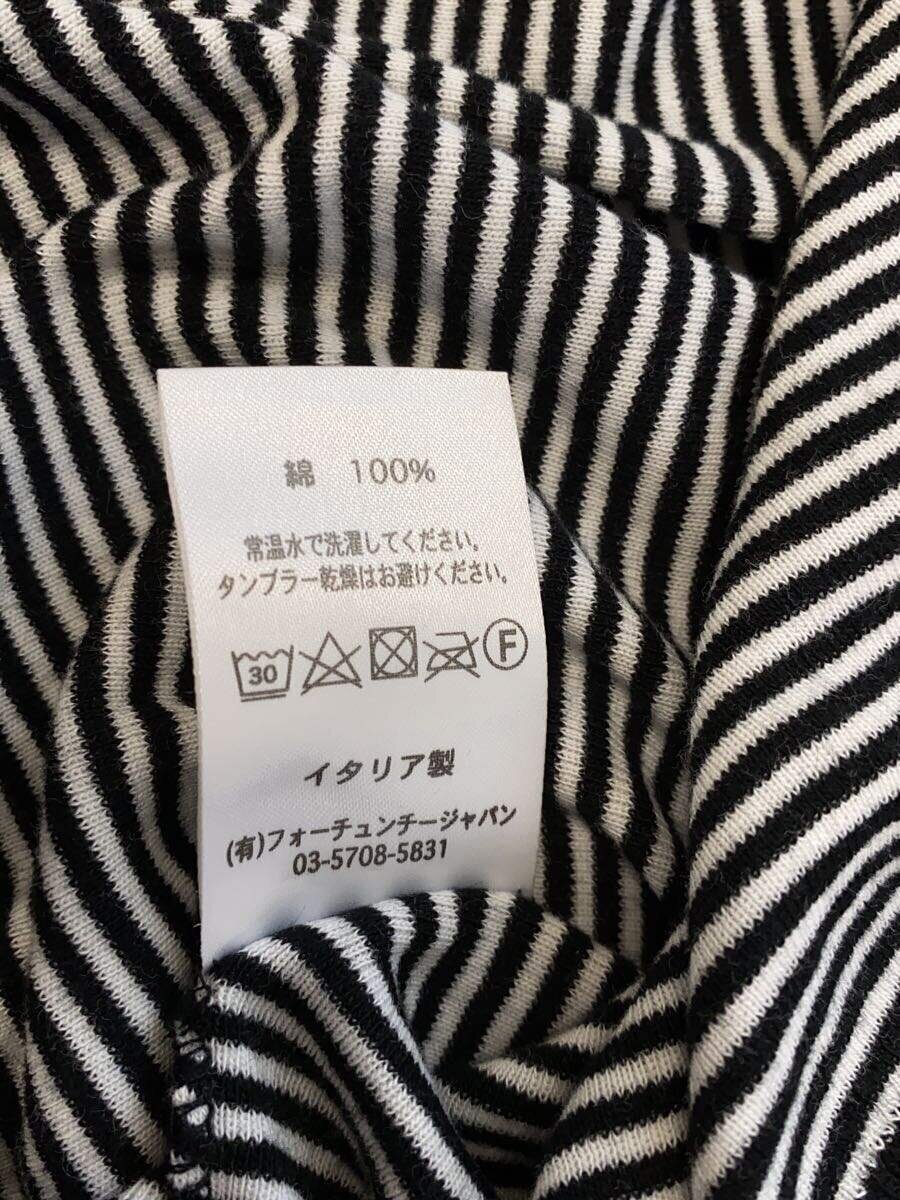 綿 100%
常温水で洗濯してください。
タンブラー乾燥はお避けください。
30 F
イタリア製
(有)フォーチュンチージャパン
03-5708-5831